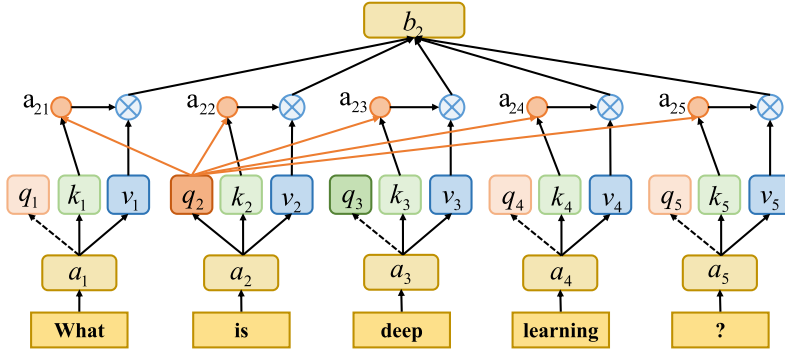 b₂
a₂₁ a₂₂ a₂₃ a₂₄ a₂₅
q₁ k₁ v₁ q₂ k₂ v₂ q₃ k₃ v₃ q₄ k₄ v₄ q₅ k₅ v₅
a₁ a₂ a₃ a₄ a₅
What is deep learning ?